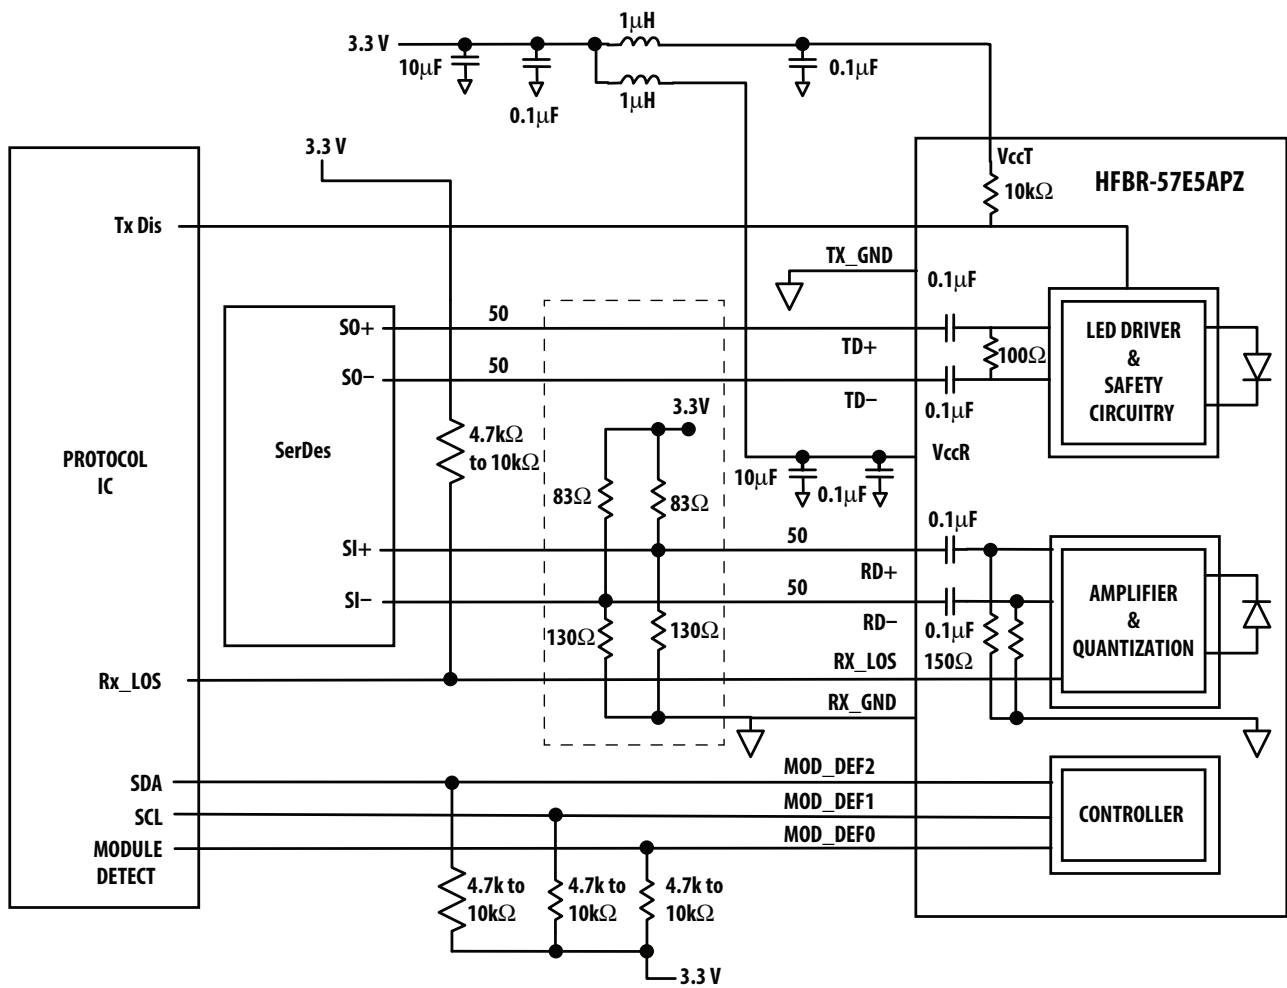 1μH
3.3 V
10μF
0.1μF
0.1μF
1μH
3.3 V
VccT
10kΩ
HFBR-57E5APZ
Tx Dis
TX_GND
0.1μF
SO+
50
TD+
LED DRIVER
&
SAFETY
CIRCUITRY
100Ω
SO−
50
TD−
0.1μF
3.3V
4.7kΩ
to 10kΩ
SerDes
PROTOCOL
IC
VccR
10μF
0.1μF
83Ω
83Ω
0.1μF
SI+
50
RD+
SI−
50
RD−
0.1μF
AMPLIFIER
&
QUANTIZATION
130Ω
130Ω
150Ω
Rx_LOS
RX_LOS
RX_GND
SDA
MOD_DEF2
SCL
MOD_DEF1
MODULE
DETECT
MOD_DEF0
CONTROLLER
4.7k to
10kΩ
4.7k to
10kΩ
4.7k to
10kΩ
3.3 V